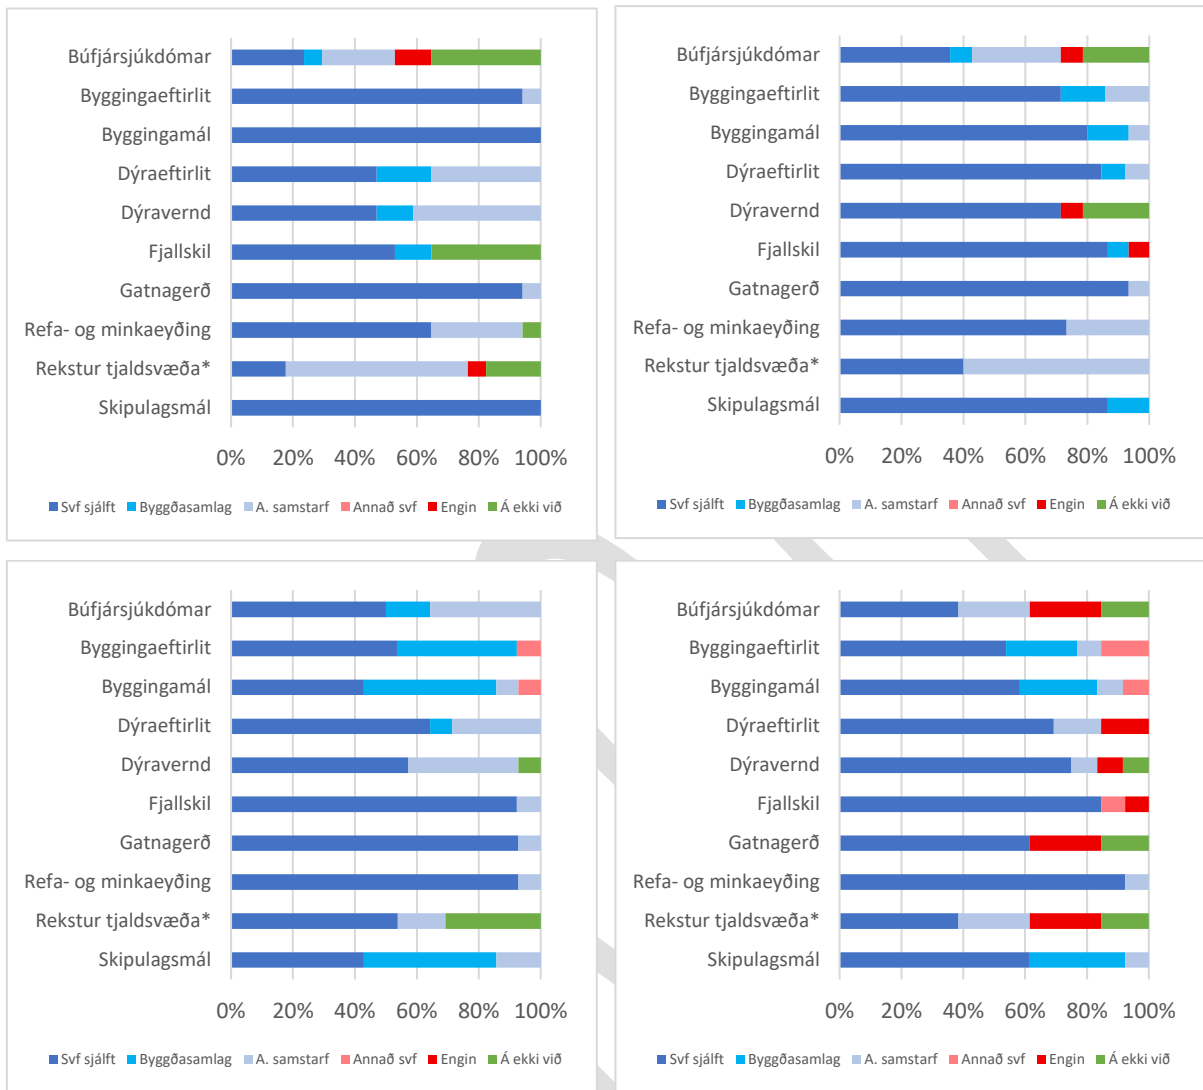 Búfjársjúkdómar
Byggingaeftirlit
Byggingamál
Dýraeftirlit
Dýravernd
Fjallskil
Gatnagerð
Refa- og minkaeyðing
Rekstur tjaldsvæða*
Skipulagsmál
0% 20% 40% 60% 80% 100%
Svf sjálft Byggðasamlag A. samstarf Annað svf Engin Á ekki við
Búfjársjúkdómar
Byggingaeftirlit
Byggingamál
Dýraeftirlit
Dýravernd
Fjallskil
Gatnagerð
Refa- og minkaeyðing
Rekstur tjaldsvæða*
Skipulagsmál
0% 20% 40% 60% 80% 100%
Svf sjálft Byggðasamlag A. samstarf Annað svf Engin Á ekki við
Búfjársjúkdómar
Byggingaeftirlit
Byggingamál
Dýraeftirlit
Dýravernd
Fjallskil
Gatnagerð
Refa- og minkaeyðing
Rekstur tjaldsvæða*
Skipulagsmál
0% 20% 40% 60% 80% 100%
Svf sjálft Byggðasamlag A. samstarf Annað svf Engin Á ekki við
Búfjársjúkdómar
Byggingaeftirlit
Byggingamál
Dýraeftirlit
Dýravernd
Fjallskil
Gatnagerð
Refa- og minkaeyðing
Rekstur tjaldsvæða*
Skipulagsmál
0% 20% 40% 60% 80% 100%
Svf sjálft Byggðasamlag A. samstarf Annað svf Engin Á ekki við